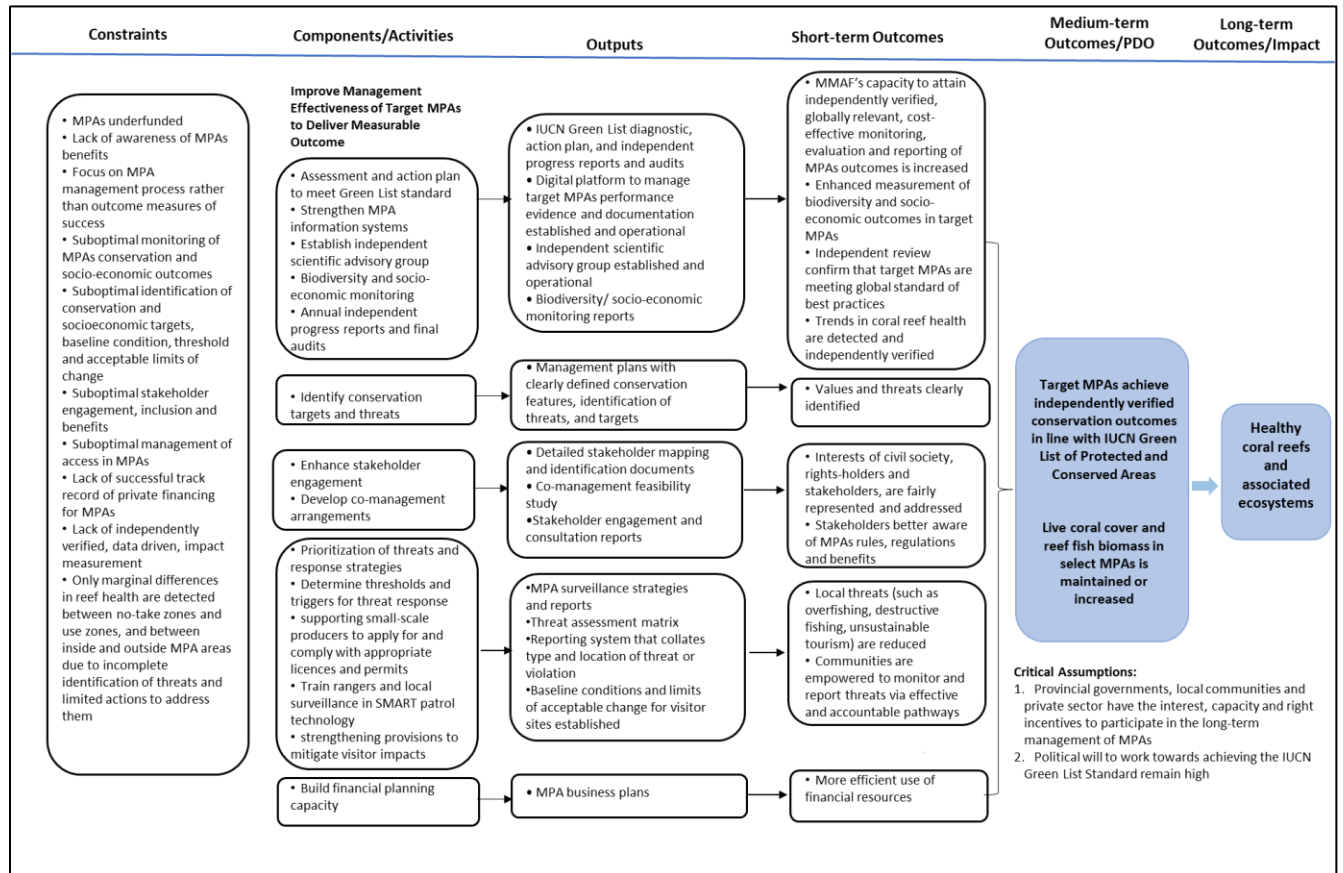 Constraints
Components/Activities
Outputs
Short-term Outcomes
Medium-term
Outcomes/PDO
Long-term
Outcomes/Impact
• MPAs underfunded
• Lack of awareness of MPAs
benefits
• Focus on MPA
management process rather
than outcome measures of
success
• Suboptimal monitoring of
MPAs conservation and
socio-economic outcomes
• Suboptimal identification of
conservation and
socioeconomic targets,
baseline condition, threshold
and acceptable limits of
change
• Suboptimal stakeholder
engagement, inclusion and
benefits
• Suboptimal management of
access in MPAs
• Lack of successful track
record of private financing
for MPAs
• Lack of independently
verified, data driven, impact
measurement
• Only marginal differences
in reef health are detected
between no-take zones and
use zones, and between
inside and outside MPA areas
due to incomplete
identification of threats and
limited actions to address
them
Improve Management
Effectiveness of Target MPAs
to Deliver Measurable
Outcome
• Assessment and action plan
to meet Green List standard
• Strengthen MPA
information systems
• Establish independent
scientific advisory group
• Biodiversity and socio-
economic monitoring
• Annual independent
progress reports and final
audits
• IUCN Green List diagnostic,
action plan, and independent
progress reports and audits
• Digital platform to manage
target MPAs performance
evidence and documentation
established and operational
• Independent scientific
advisory group established and
operational
• Biodiversity/ socio-economic
monitoring reports
• MMAF's capacity to attain
independently verified,
globally relevant, cost-
effective monitoring,
evaluation and reporting of
MPAs outcomes is increased
• Enhanced measurement of
biodiversity and socio-
economic outcomes in target
MPAs
• Independent review
confirm that target MPAs are
meeting global standard of
best practices
• Trends in coral reef health
are detected and
independently verified
• Identify conservation
targets and threats
• Management plans with
clearly defined conservation
features, identification of
threats, and targets
• Values and threats clearly
identified
• Enhance stakeholder
engagement
• Develop co-management
arrangements
• Detailed stakeholder mapping
and identification documents
• Co-management feasibility
study
•Stakeholder engagement and
consultation reports
• Interests of civil society,
rights-holders and
stakeholders, are fairly
represented and addressed
• Stakeholders better aware
of MPAs rules, regulations
and benefits
• Prioritization of threats and
response strategies
• Determine thresholds and
triggers for threat response
• supporting small-scale
producers to apply for and
comply with appropriate
licences and permits
• Train rangers and local
surveillance in SMART patrol
technology
• strengthening provisions to
mitigate visitor impacts
•MPA surveillance strategies
and reports
•Threat assessment matrix
•Reporting system that collates
type and location of threat or
violation
•Baseline conditions and limits
of acceptable change for visitor
sites established
• Local threats (such as
overfishing, destructive
fishing, unsustainable
tourism) are reduced
• Communities are
empowered to monitor and
report threats via effective
and accountable pathways
• Build financial planning
capacity
• MPA business plans
• More efficient use of
financial resources
Target MPAs achieve
independently verified
conservation outcomes
in line with IUCN Green
List of Protected and
Conserved Areas
Live coral cover and
reef fish biomass in
select MPAs is
maintained or
increased
Healthy
coral reefs
and
associated
ecosystems
Critical Assumptions:
1. Provincial governments, local communities and
private sector have the interest, capacity and right
incentives to participate in the long-term
management of MPAs
2. Political will to work towards achieving the IUCN
Green List Standard remain high